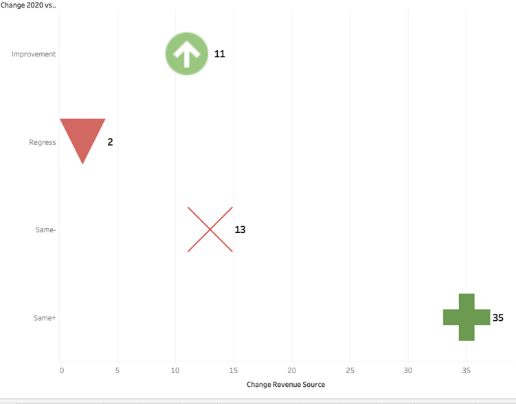 Change 2020 vs..
Improvement
11
Regress
2
Same-
13
Same+
35
0 5 10 15 20 25 30 35
Change Revenue Source